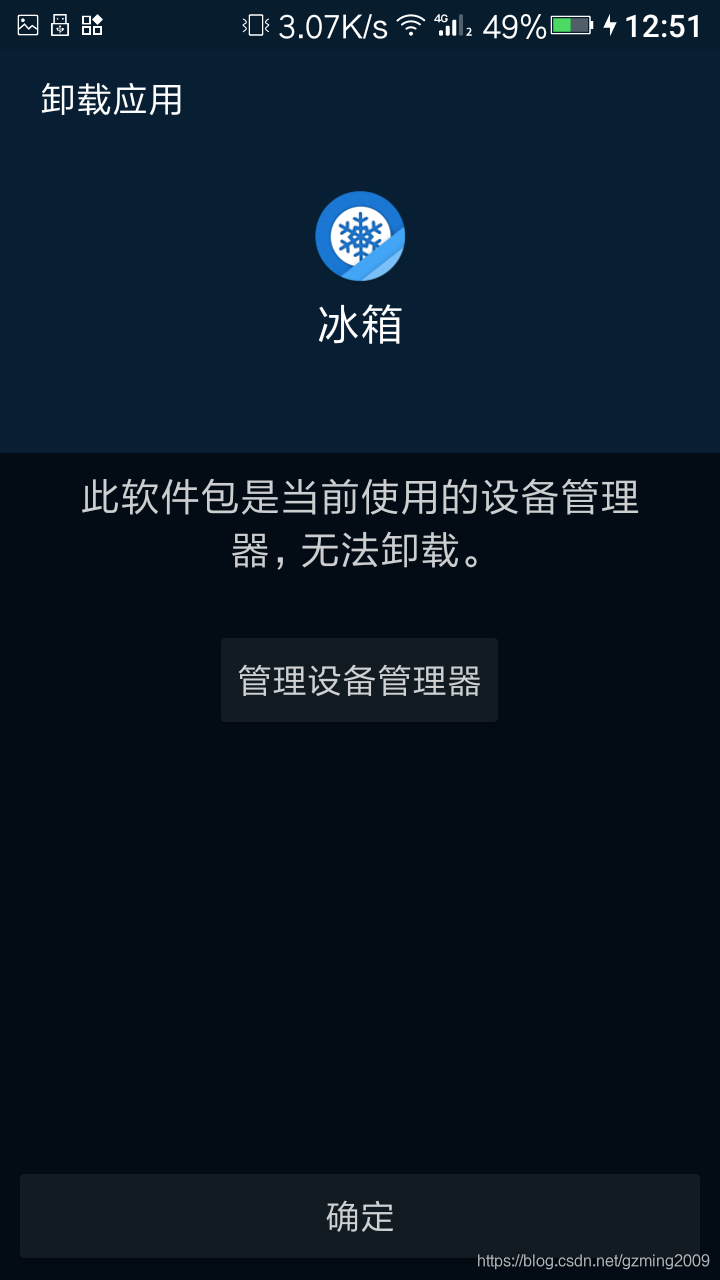 3.07K/s 4G 2 49% 12:51
卸载应用
冰箱
此软件包是当前使用的设备管理
器，无法卸载。
管理设备管理器
确定
https://blog.csdn.net/gzming2009